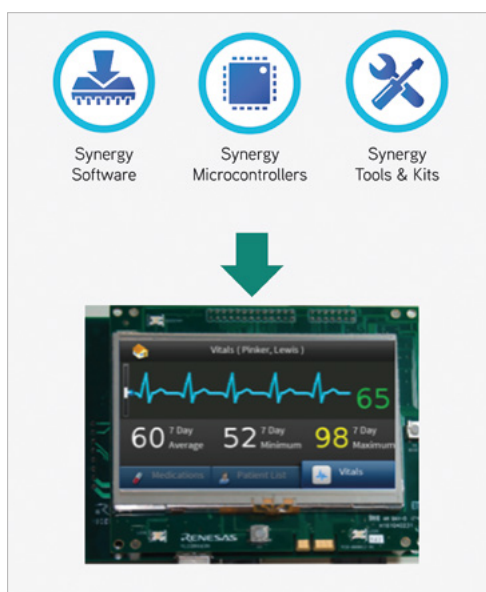 Synergy
Software
Synergy
Microcontrollers
Synergy
Tools & Kits
Vitals ( Pinker, Lewis )
65
60 7 Day Average
52 7 Day Minimum
98 7 Day Maximum
Medications
Patient List
Vitals
RENESAS